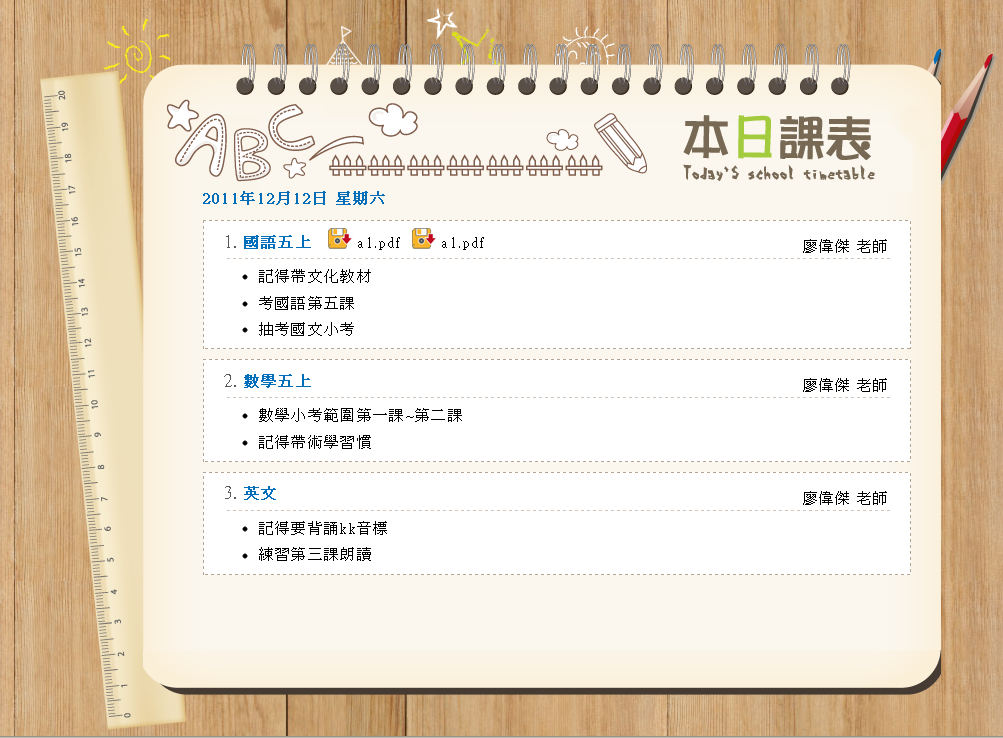 ABC
本日課表
Today'S school timetable
2011年12月12日 星期六
1. 國語五上 a1.pdf a1.pdf 廖偉傑 老師
記得帶文化教材
考國語第五課
抽考國文小考
2. 數學五上 廖偉傑 老師
數學小考範圍第一課~第二課
記得帶術學習慣
3. 英文 廖偉傑 老師
記得要背誦kk音標
練習第三課朗讀
20
19
18
17
16
15
14
13
12
11
10
9
8
7
6
5
4
3
2
1
0